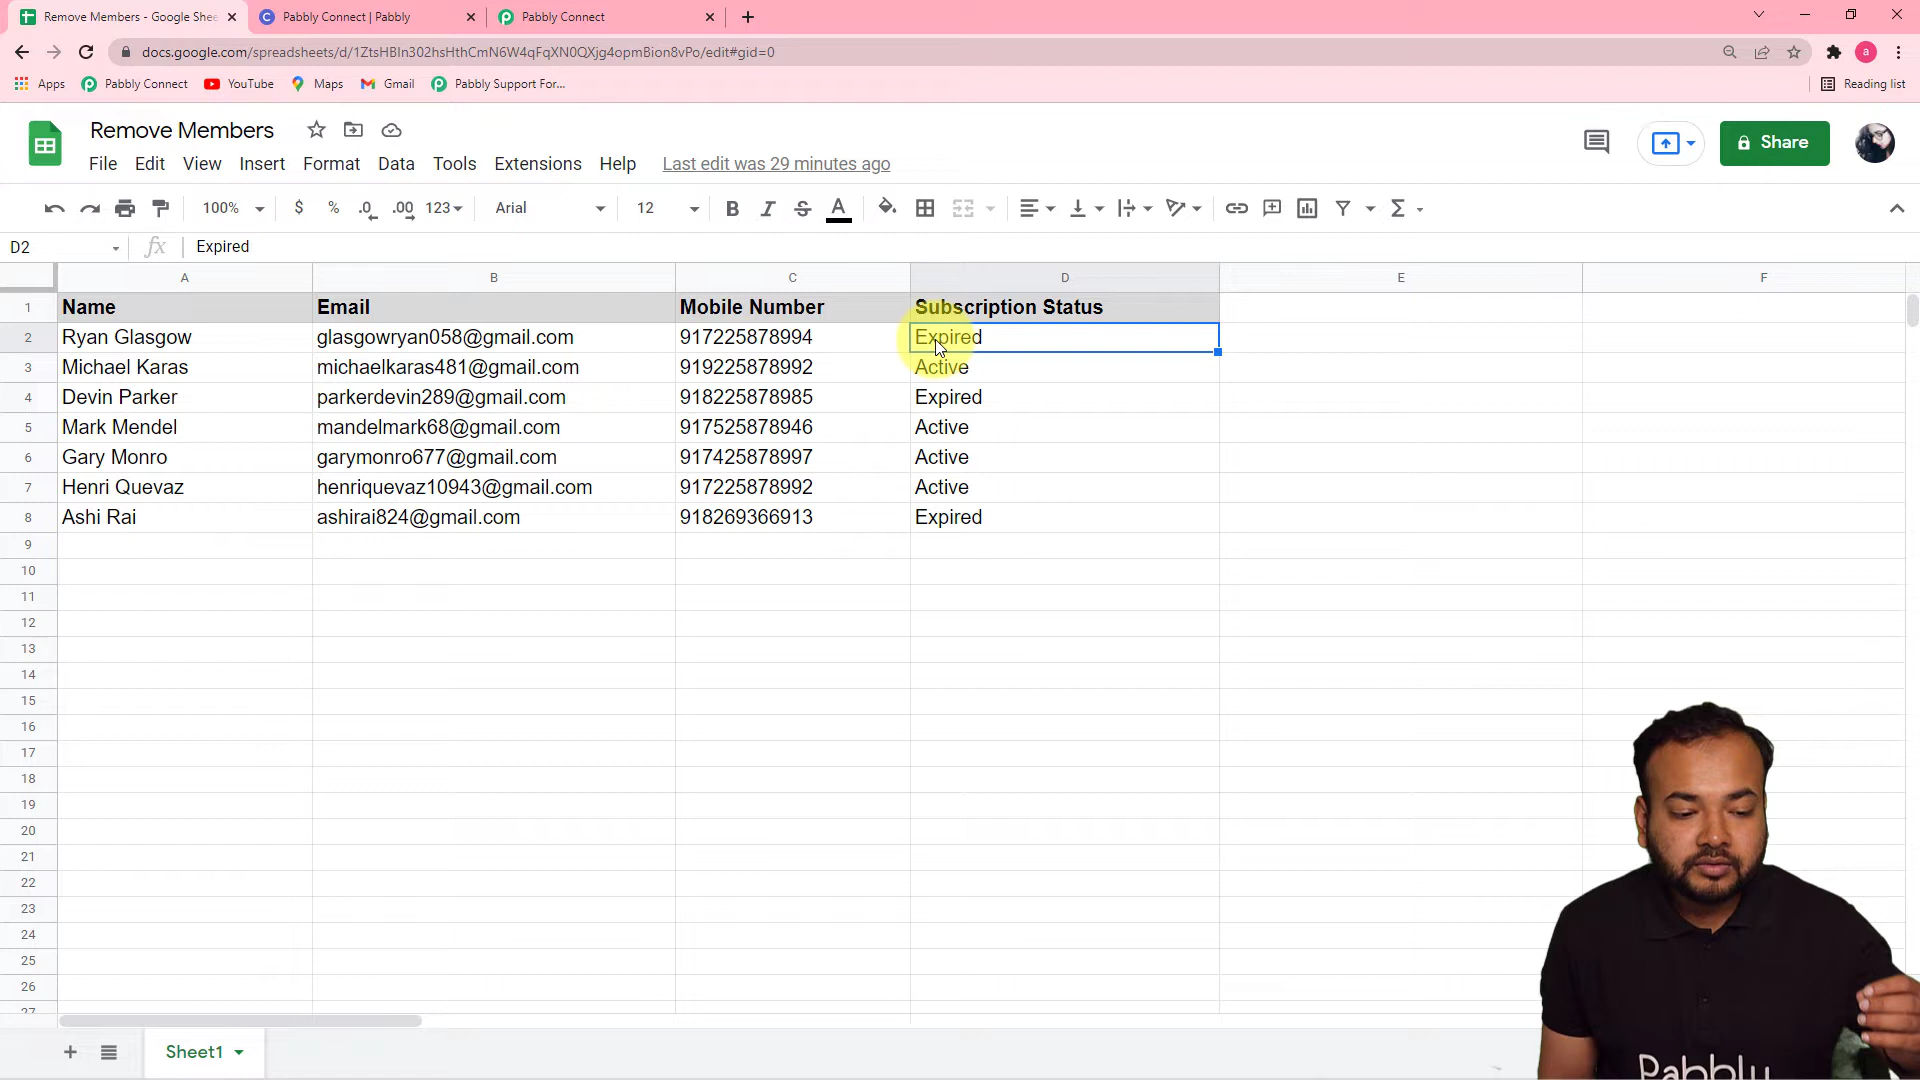 Remove Members - Google Shee
Pabbly Connect | Pabbly
Pabbly Connect
docs.google.com/spreadsheets/d/1ZtsHBIn302hsHthCmN6W4qFqXN0QXjg4opmBion8vPo/edit#gid=0
a
Apps
Pabbly Connect
YouTube
Maps
Gmail
Pabbly Support For...
Reading list
Remove Members
File Edit View Insert Format Data Tools Extensions Help Last edit was 29 minutes ago
Share
100% $ % .0 .00 123 Arial 12 B I S A
D2 fx Expired
A B C D E F
1 Name Email Mobile Number Subscription Status
2 Ryan Glasgow glasgowryan058@gmail.com 917225878994 Expired
3 Michael Karas michaelkaras481@gmail.com 919225878992 Active
4 Devin Parker parkerdevin289@gmail.com 918225878985 Expired
5 Mark Mendel mandelmark68@gmail.com 917525878946 Active
6 Gary Monro garymonro677@gmail.com 917425878997 Active
7 Henri Quevaz henriquevaz10943@gmail.com 917225878992 Active
8 Ashi Rai ashirai824@gmail.com 918269366913 Expired
9
10
11
12
13
14
15
16
17
18
19
20
21
22
23
24
25
26
27
Sheet1
Pabbly